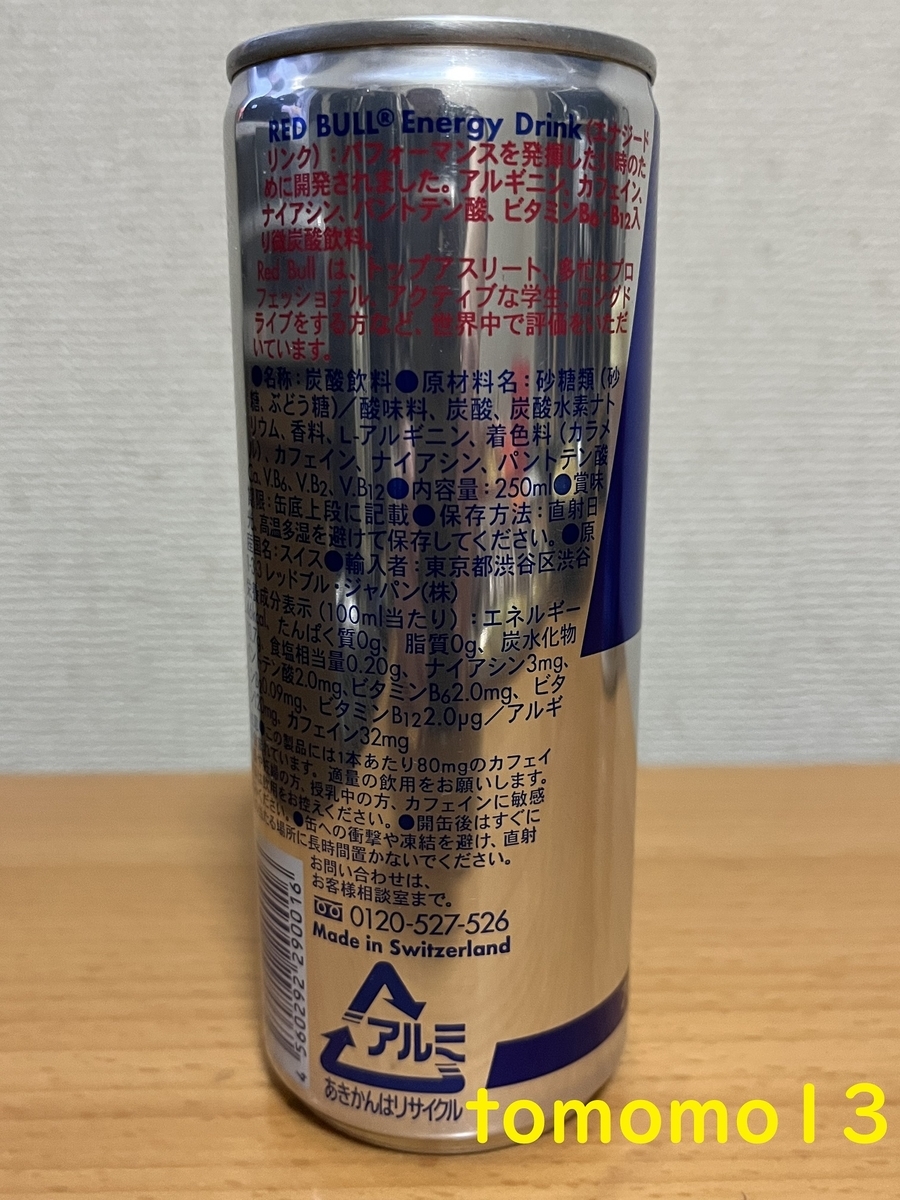 RED BULL® Energy Drink(エナジード
リンク):パフォーマンスを発揮したい時のた
めに開発されました。アルギニン、カフェイン、
ナイアシン、パントテン酸、ビタミンB6・B12入
り微炭酸飲料。
Red Bull は、トップアスリート、多忙なプロ
フェッショナル、アクティブな学生、ロングド
ライブをする方など、世界中で評価をいただ
いています。
●名称:炭酸飲料●原材料名:砂糖類(砂
糖、ぶどう糖)/酸味料、炭酸、炭酸水素ナト
リウム、香料、L-アルギニン、着色料(カラメ
ル)、カフェイン、ナイアシン、パントテン酸
Ca、V.B6、V.B2、V.B12●内容量:250ml●賞味
期限:缶底上段に記載●保存方法:直射日
光、高温多湿を避けて保存してください。●原
産国名:スイス●輸入者:東京都渋谷区渋谷
レッドブル・ジャパン(株)
成分表示(100ml当たり):エネルギー
たんぱく質0g、脂質0g、炭水化物
食塩相当量0.20g、ナイアシン3mg、
テン酸2.0mg、ビタミンB62.0mg、ビタ
0.09mg、ビタミンB122.0μg/アルギ
カフェイン32mg
●この製品には1本あたり80mgのカフェイ
れています。適量の飲用をお願いします。
の方、授乳中の方、カフェインに敏感
をお控えください。●開缶後はすぐに
ください。●缶への衝撃や凍結を避け、直射
たる場所に長時間置かないでください。
お問い合わせは、
お客様相談室まで。
0120-527-526
Made in Switzerland
アルミ
あきかんはリサイクル
4 560292 290016
tomomo13